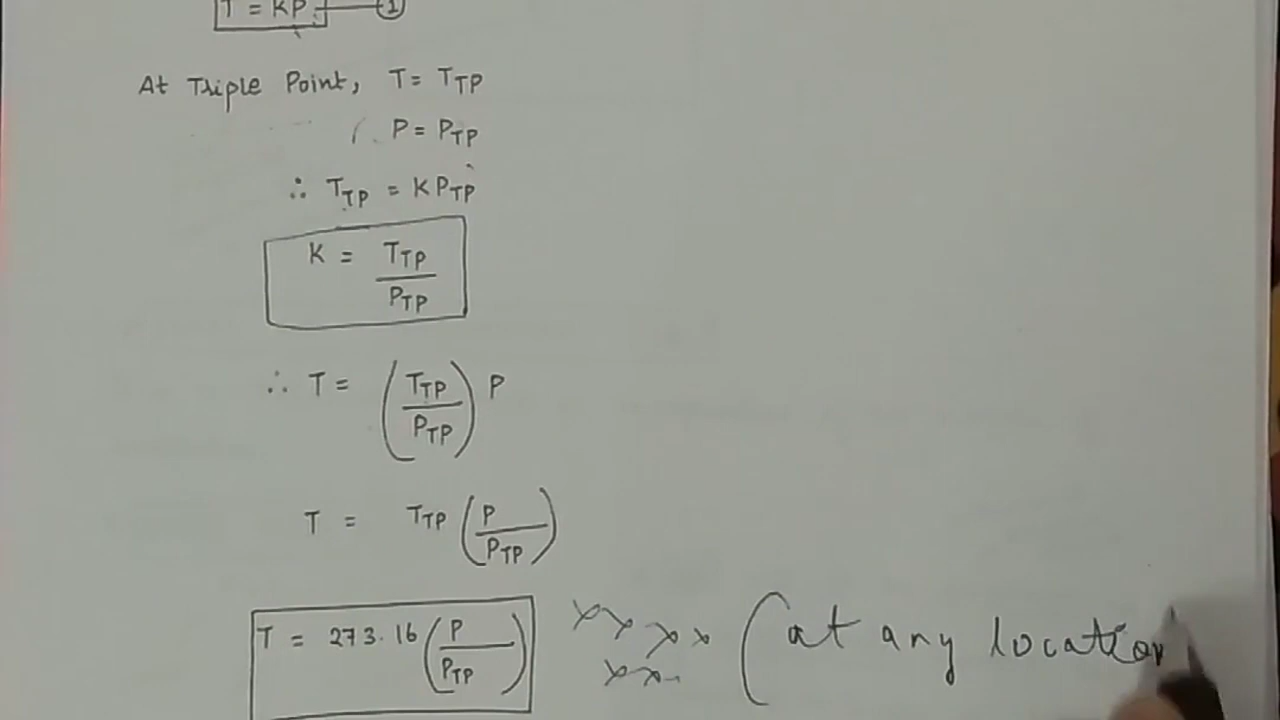 T = KP ①
At Triple Point, T = T_TP
P = P_TP
∴ T_TP = K P_TP
K = T_TP / P_TP
∴ T = (T_TP / P_TP) P
T = T_TP (P / P_TP)
T = 273.16 (P / P_TP) (at any location